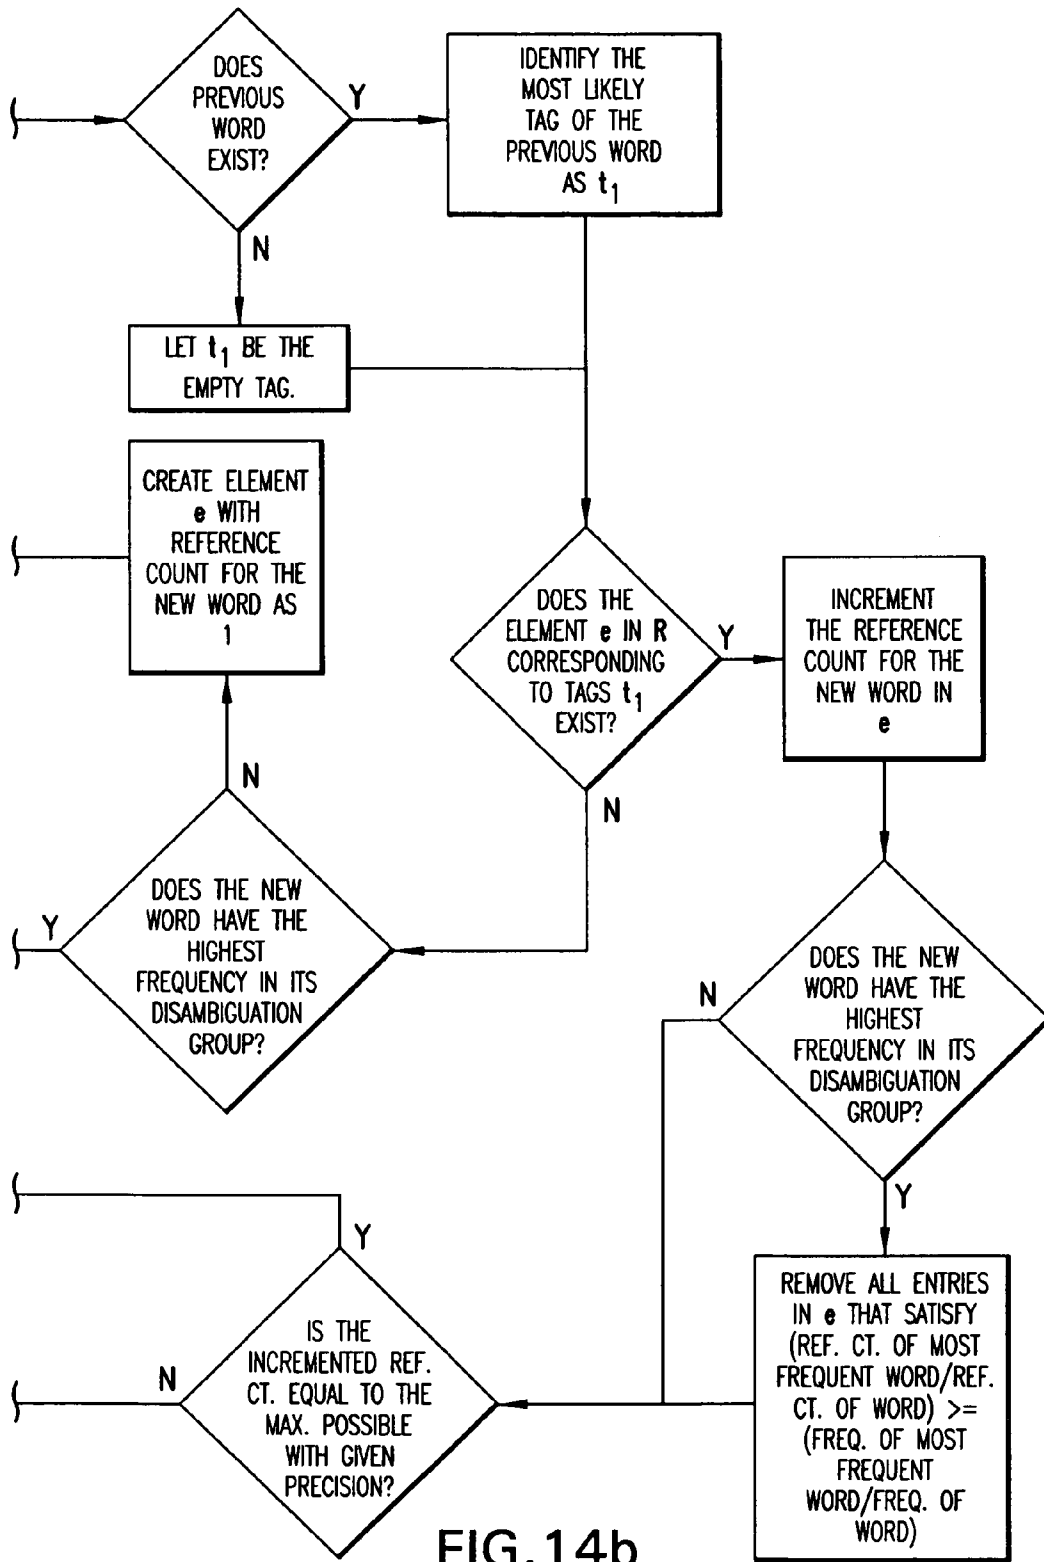 DOES
PREVIOUS
WORD
EXIST?
Y
N
IDENTIFY THE
MOST LIKELY
TAG OF THE
PREVIOUS WORD
AS t1
LET t1 BE THE
EMPTY TAG.
CREATE ELEMENT
e WITH
REFERENCE
COUNT FOR THE
NEW WORD AS
1
DOES THE
ELEMENT e IN R
CORRESPONDING
TO TAGS t1
EXIST?
Y
N
INCREMENT
THE REFERENCE
COUNT FOR THE
NEW WORD IN
e
N
DOES THE NEW
WORD HAVE THE
HIGHEST
FREQUENCY IN ITS
DISAMBIGUATION
GROUP?
Y
DOES THE NEW
WORD HAVE THE
HIGHEST
FREQUENCY IN ITS
DISAMBIGUATION
GROUP?
N
Y
REMOVE ALL ENTRIES
IN e THAT SATISFY
(REF. CT. OF MOST
FREQUENT WORD/REF.
CT. OF WORD) >=
(FREQ. OF MOST
FREQUENT
WORD/FREQ. OF
WORD)
Y
IS THE
INCREMENTED REF.
CT. EQUAL TO THE
MAX. POSSIBLE
WITH GIVEN
PRECISION?
N
FIG.14b